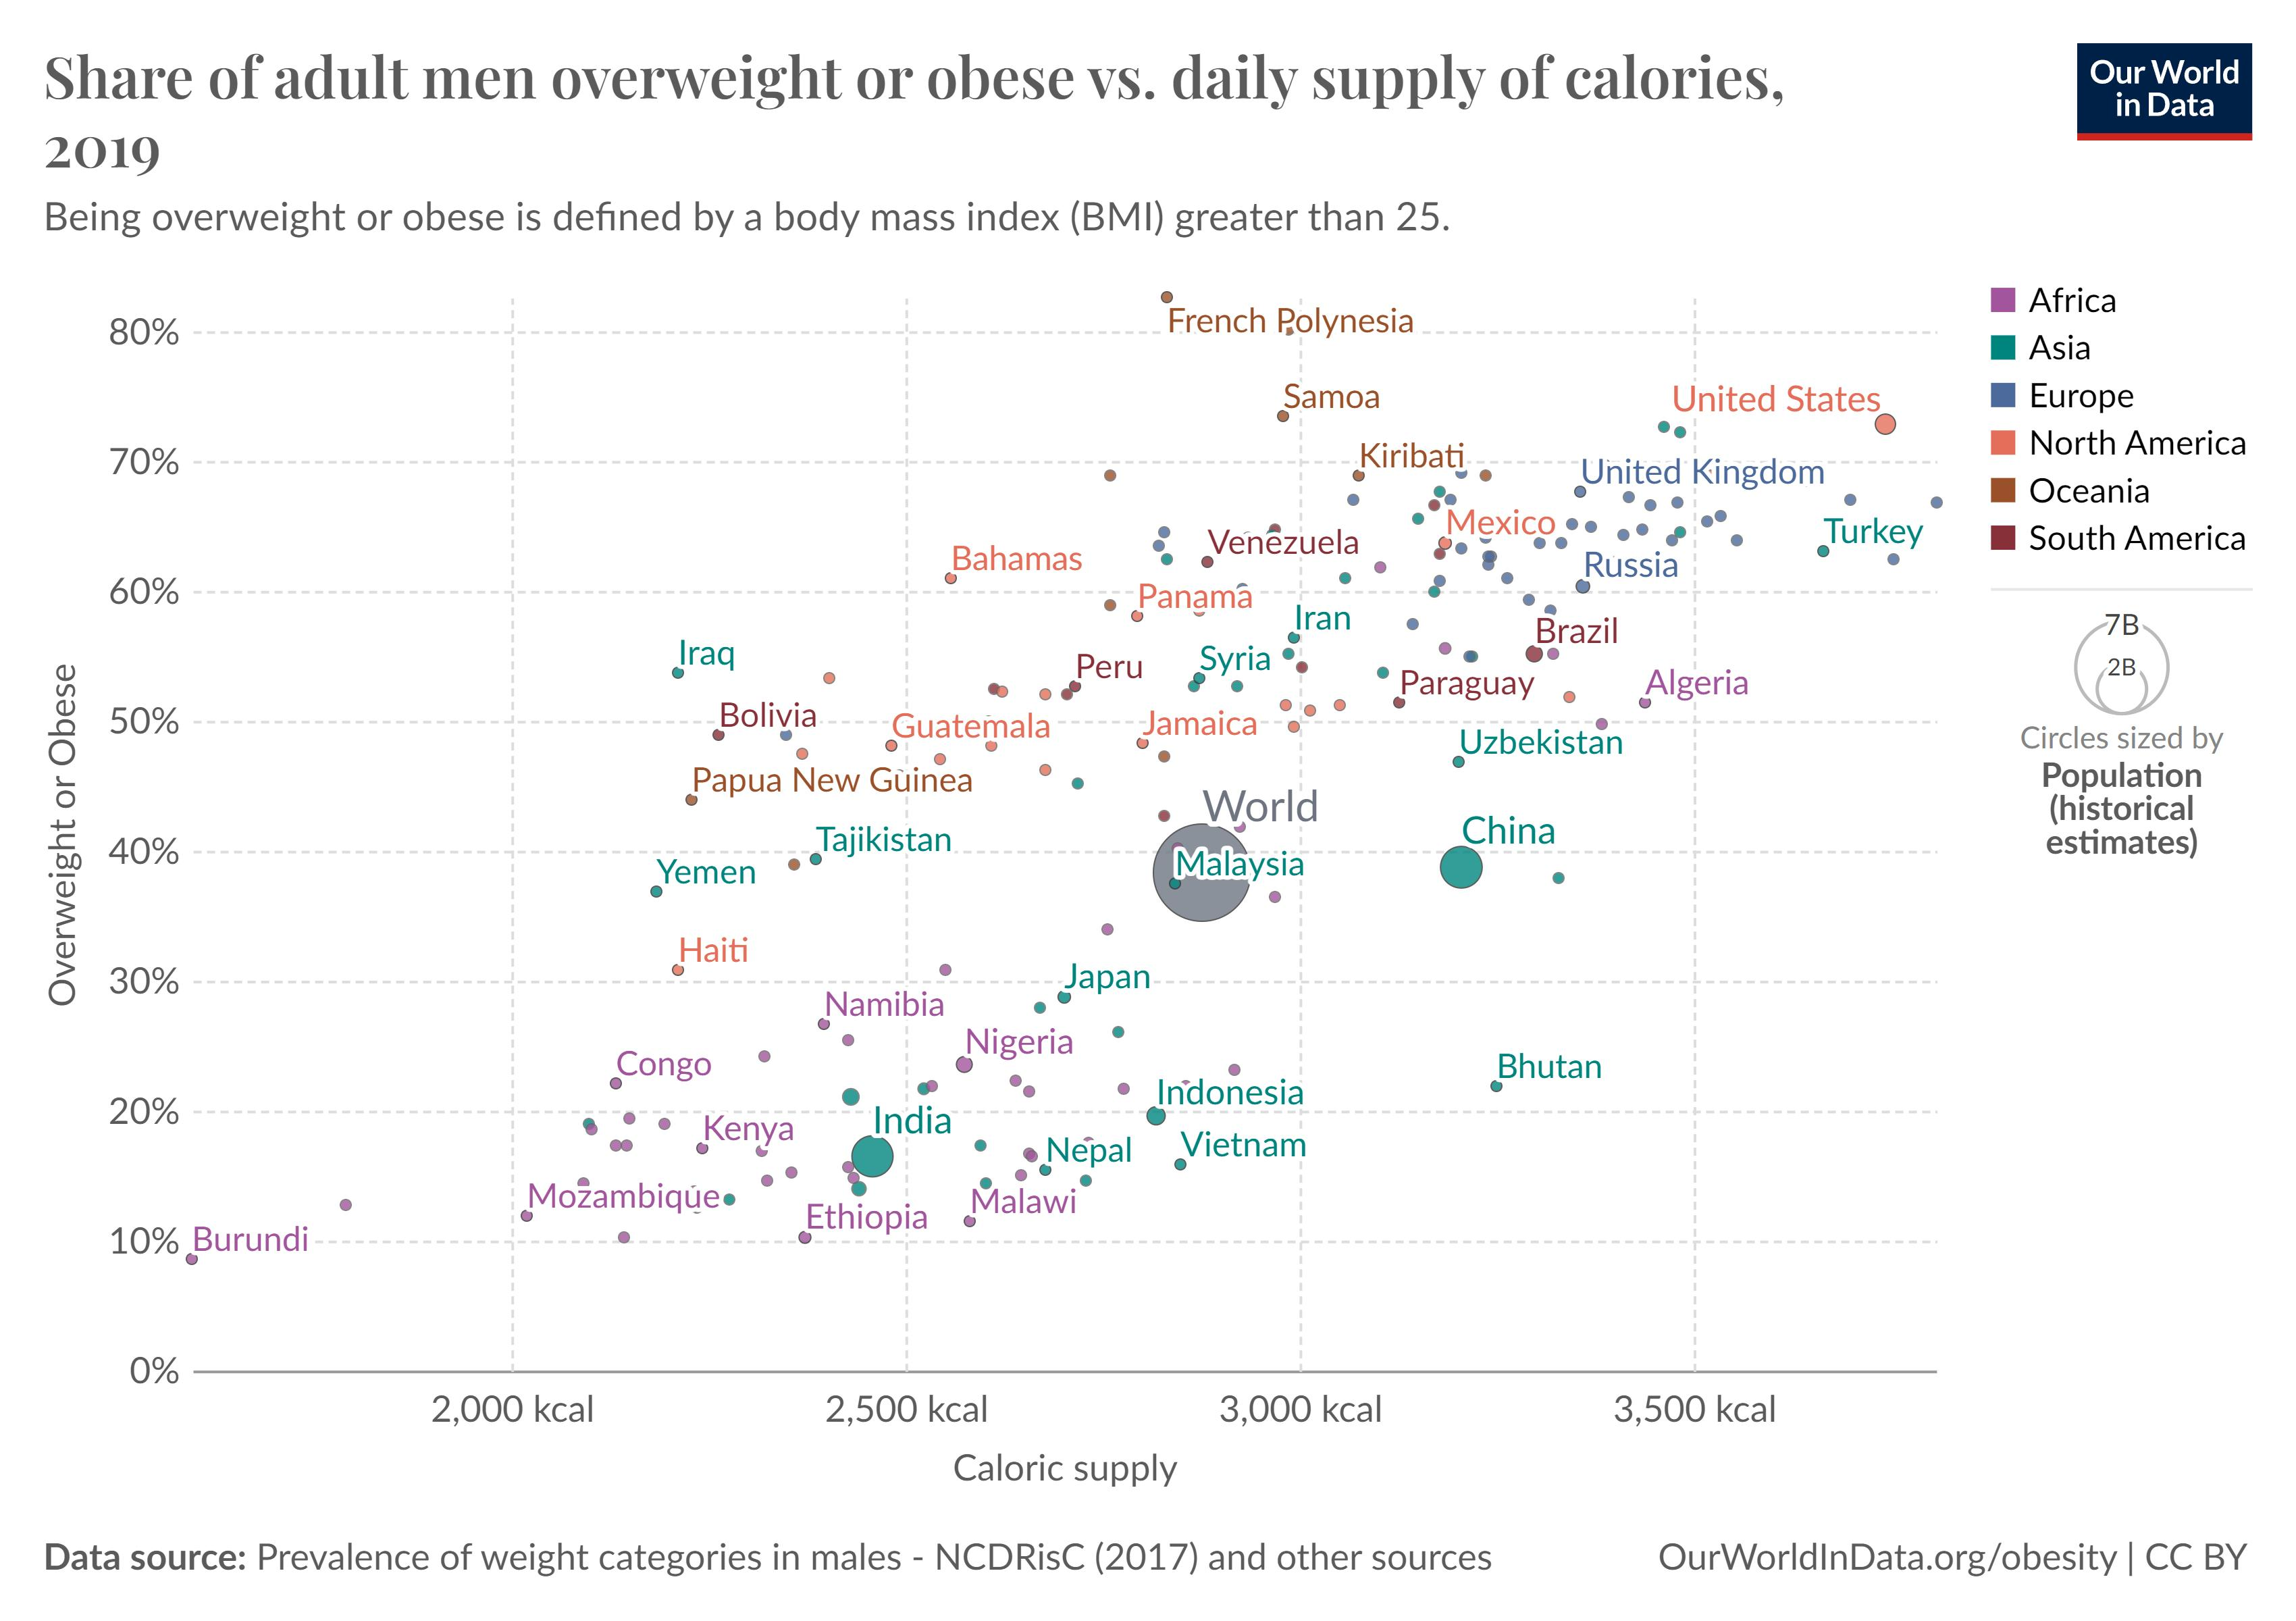 Share of adult men overweight or obese vs. daily supply of calories,
2019
Our World
in Data
Being overweight or obese is defined by a body mass index (BMI) greater than 25.
Africa
Asia
Europe
North America
Oceania
South America
7B
2B
Circles sized by
Population
(historical
estimates)
Overweight or Obese
80%
70%
60%
50%
40%
30%
20%
10%
0%
French Polynesia
Samoa
United States
Kiribati
United Kingdom
Mexico
Turkey
Venezuela
Bahamas
Russia
Panama
Iran
Brazil
Iraq
Syria
Peru
Paraguay
Algeria
Bolivia
Guatemala
Jamaica
Uzbekistan
Papua New Guinea
World
China
Tajikistan
Malaysia
Yemen
Haiti
Japan
Namibia
Nigeria
Congo
Bhutan
Indonesia
India
Kenya
Nepal
Vietnam
Mozambique
Malawi
Ethiopia
Burundi
2,000 kcal
2,500 kcal
3,000 kcal
3,500 kcal
Caloric supply
Data source: Prevalence of weight categories in males - NCDRisC (2017) and other sources
OurWorldInData.org/obesity | CC BY